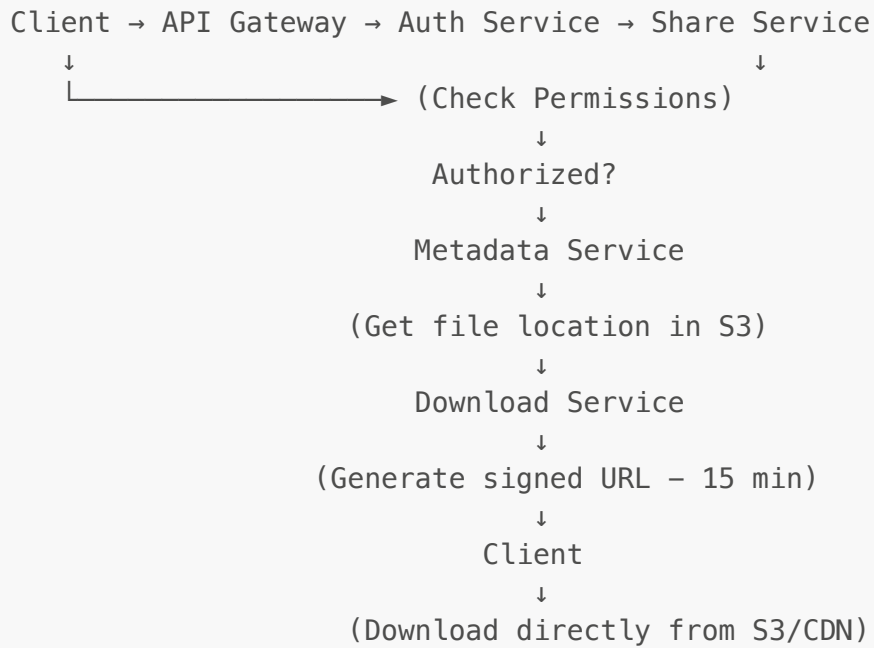 Client → API Gateway → Auth Service → Share Service
↓ ↓
└──────────────────► (Check Permissions)
↓
Authorized?
↓
Metadata Service
↓
(Get file location in S3)
↓
Download Service
↓
(Generate signed URL - 15 min)
↓
Client
↓
(Download directly from S3/CDN)